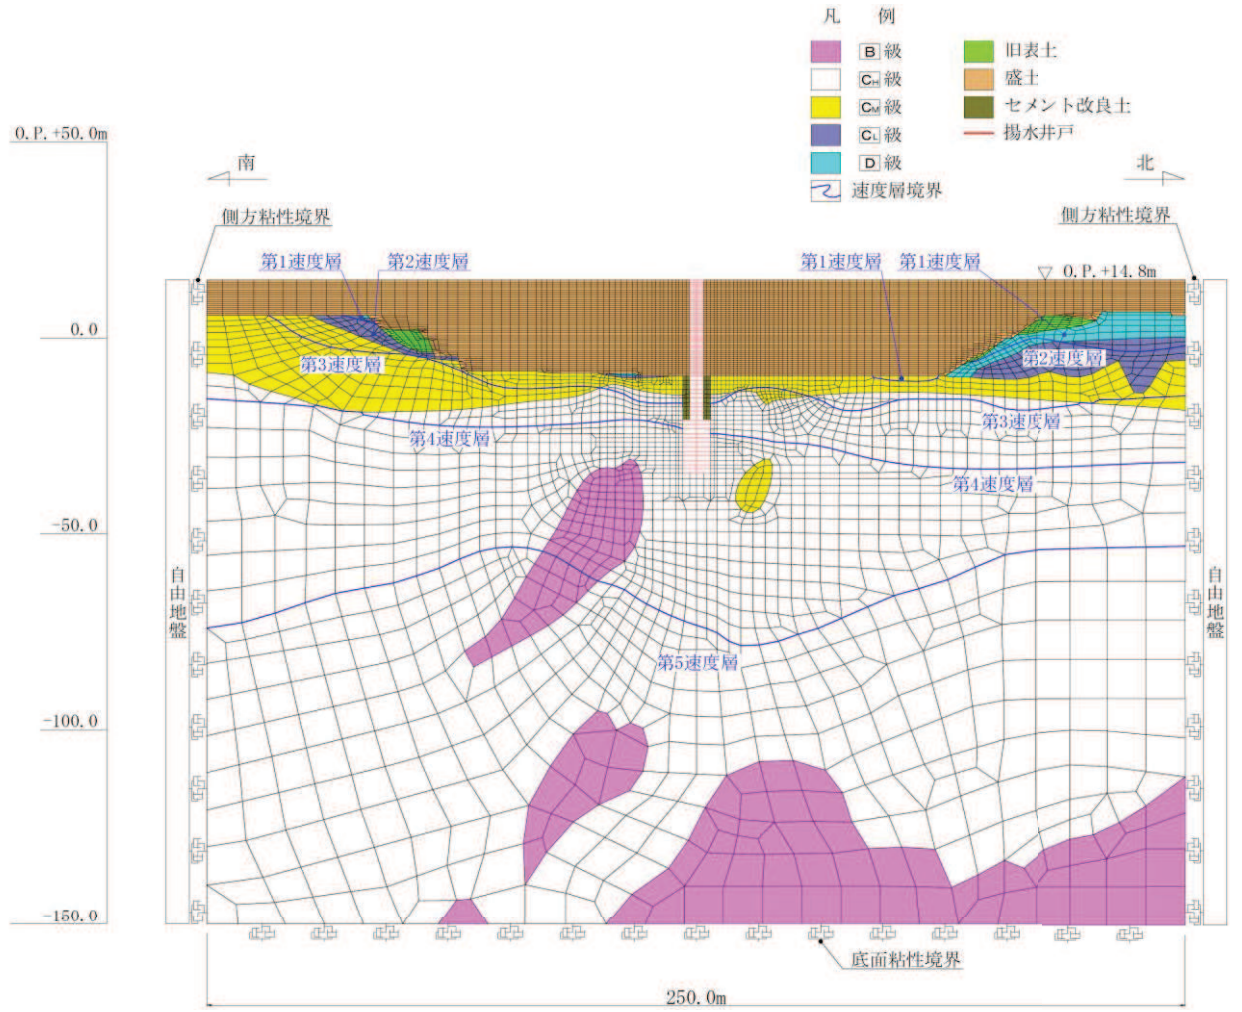 凡 例
B 級
CH 級
CM 級
CL 級
D 級
速度層境界
旧表土
盛土
セメント改良土
揚水井戸
O.P.+50.0m
南
北
側方粘性境界
側方粘性境界
第1速度層
第2速度層
第1速度層
第1速度層
O.P.+14.8m
0.0
第3速度層
第2速度層
第4速度層
第3速度層
第4速度層
-50.0
自由地盤
自由地盤
第5速度層
-100.0
-150.0
底面粘性境界
250.0m